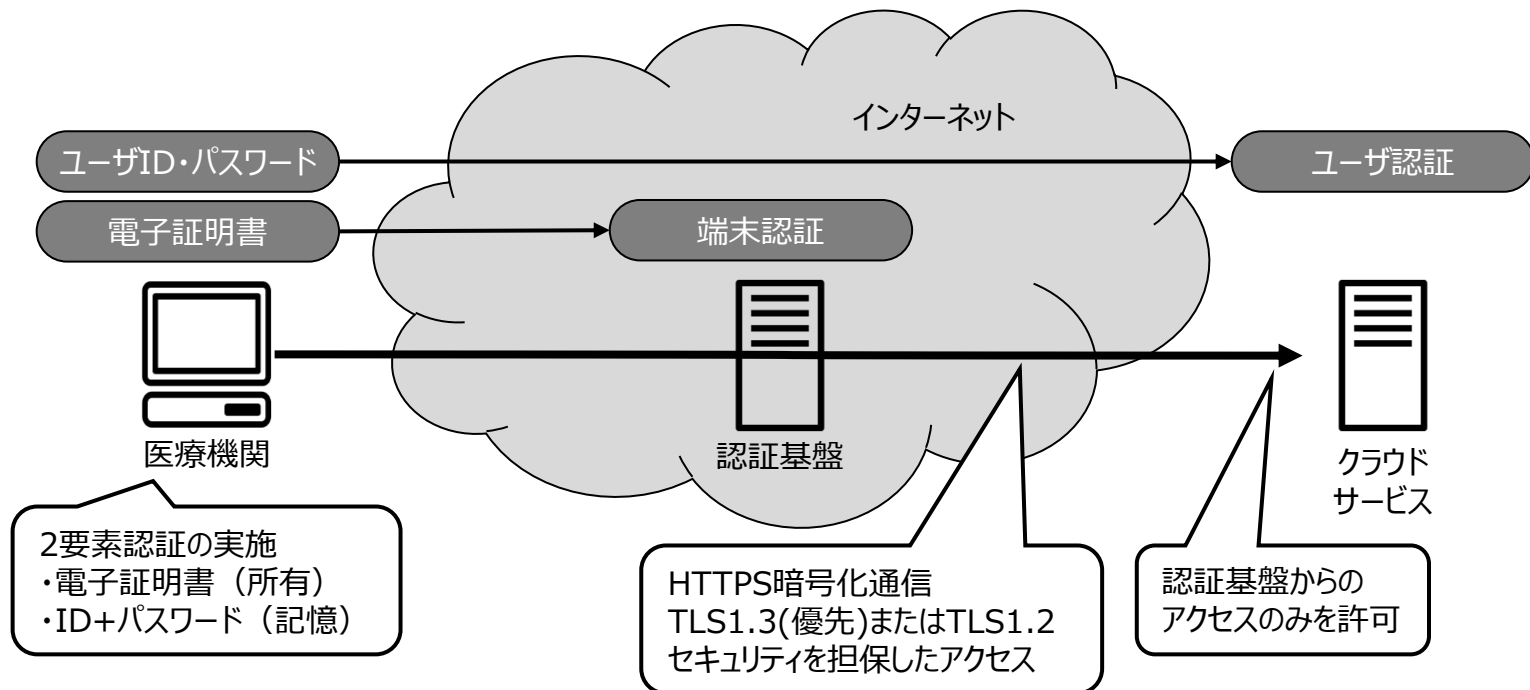 インターネット
ユーザID・パスワード
ユーザ認証
電子証明書
端末認証
医療機関
認証基盤
クラウド
サービス
2要素認証の実施
・電子証明書（所有）
・ID+パスワード（記憶）
HTTPS暗号化通信
TLS1.3(優先)またはTLS1.2
セキュリティを担保したアクセス
認証基盤からの
アクセスのみを許可